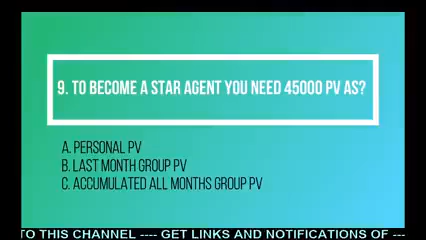 9. TO BECOME A STAR AGENT YOU NEED 45000 PV AS?
A. PERSONAL PV
B. LAST MONTH GROUP PV
C. ACCUMULATED ALL MONTHS GROUP PV
TO THIS CHANNEL ---- GET LINKS AND NOTIFICATIONS OF ---